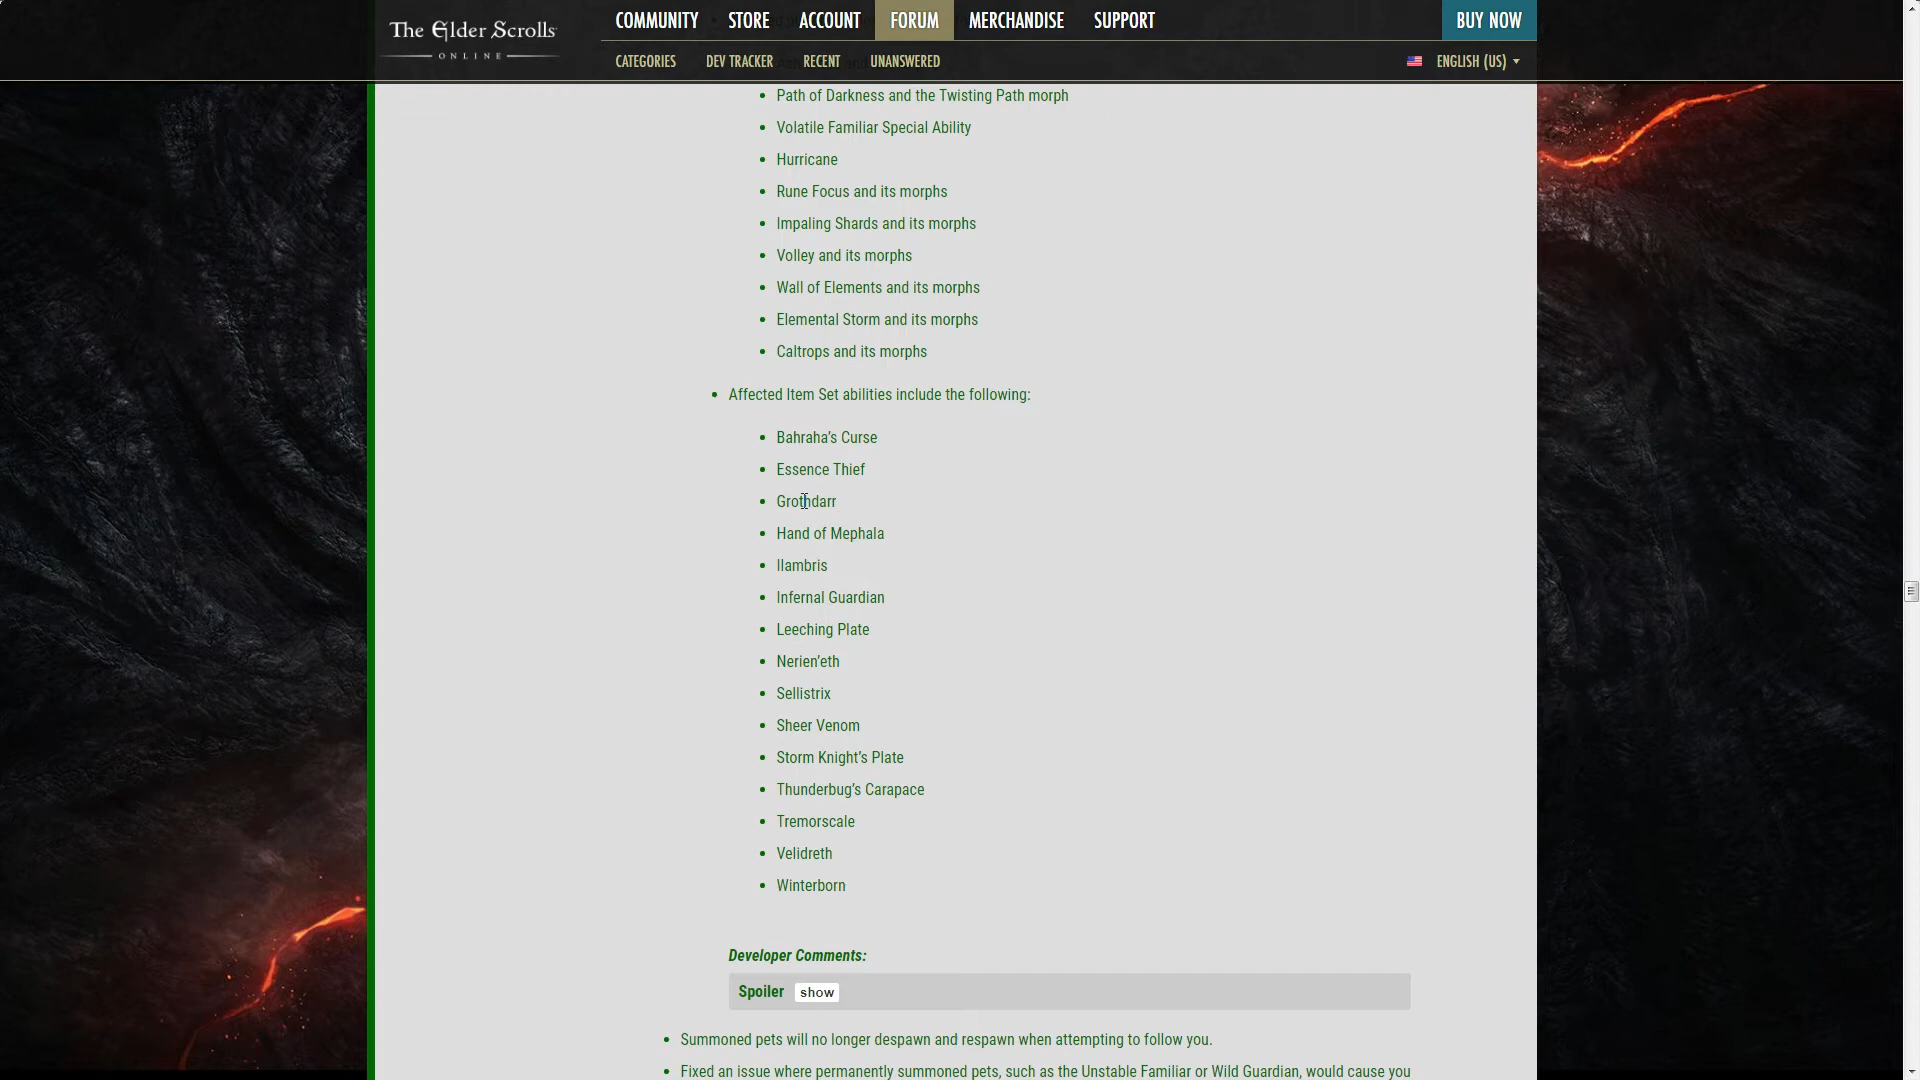 The Elder Scrolls
ONLINE
COMMUNITY STORE ACCOUNT FORUM MERCHANDISE SUPPORT BUY NOW
CATEGORIES DEV TRACKER RECENT UNANSWERED ENGLISH (US)
Path of Darkness and the Twisting Path morph
Volatile Familiar Special Ability
Hurricane
Rune Focus and its morphs
Impaling Shards and its morphs
Volley and its morphs
Wall of Elements and its morphs
Elemental Storm and its morphs
Caltrops and its morphs
Affected Item Set abilities include the following:
Bahraha’s Curse
Essence Thief
Grothdarr
Hand of Mephala
Ilambris
Infernal Guardian
Leeching Plate
Nerien’eth
Sellistrix
Sheer Venom
Storm Knight’s Plate
Thunderbug’s Carapace
Tremorscale
Velidreth
Winterborn
Developer Comments:
Spoiler show
Summoned pets will no longer despawn and respawn when attempting to follow you.
Fixed an issue where permanently summoned pets, such as the Unstable Familiar or Wild Guardian, would cause you